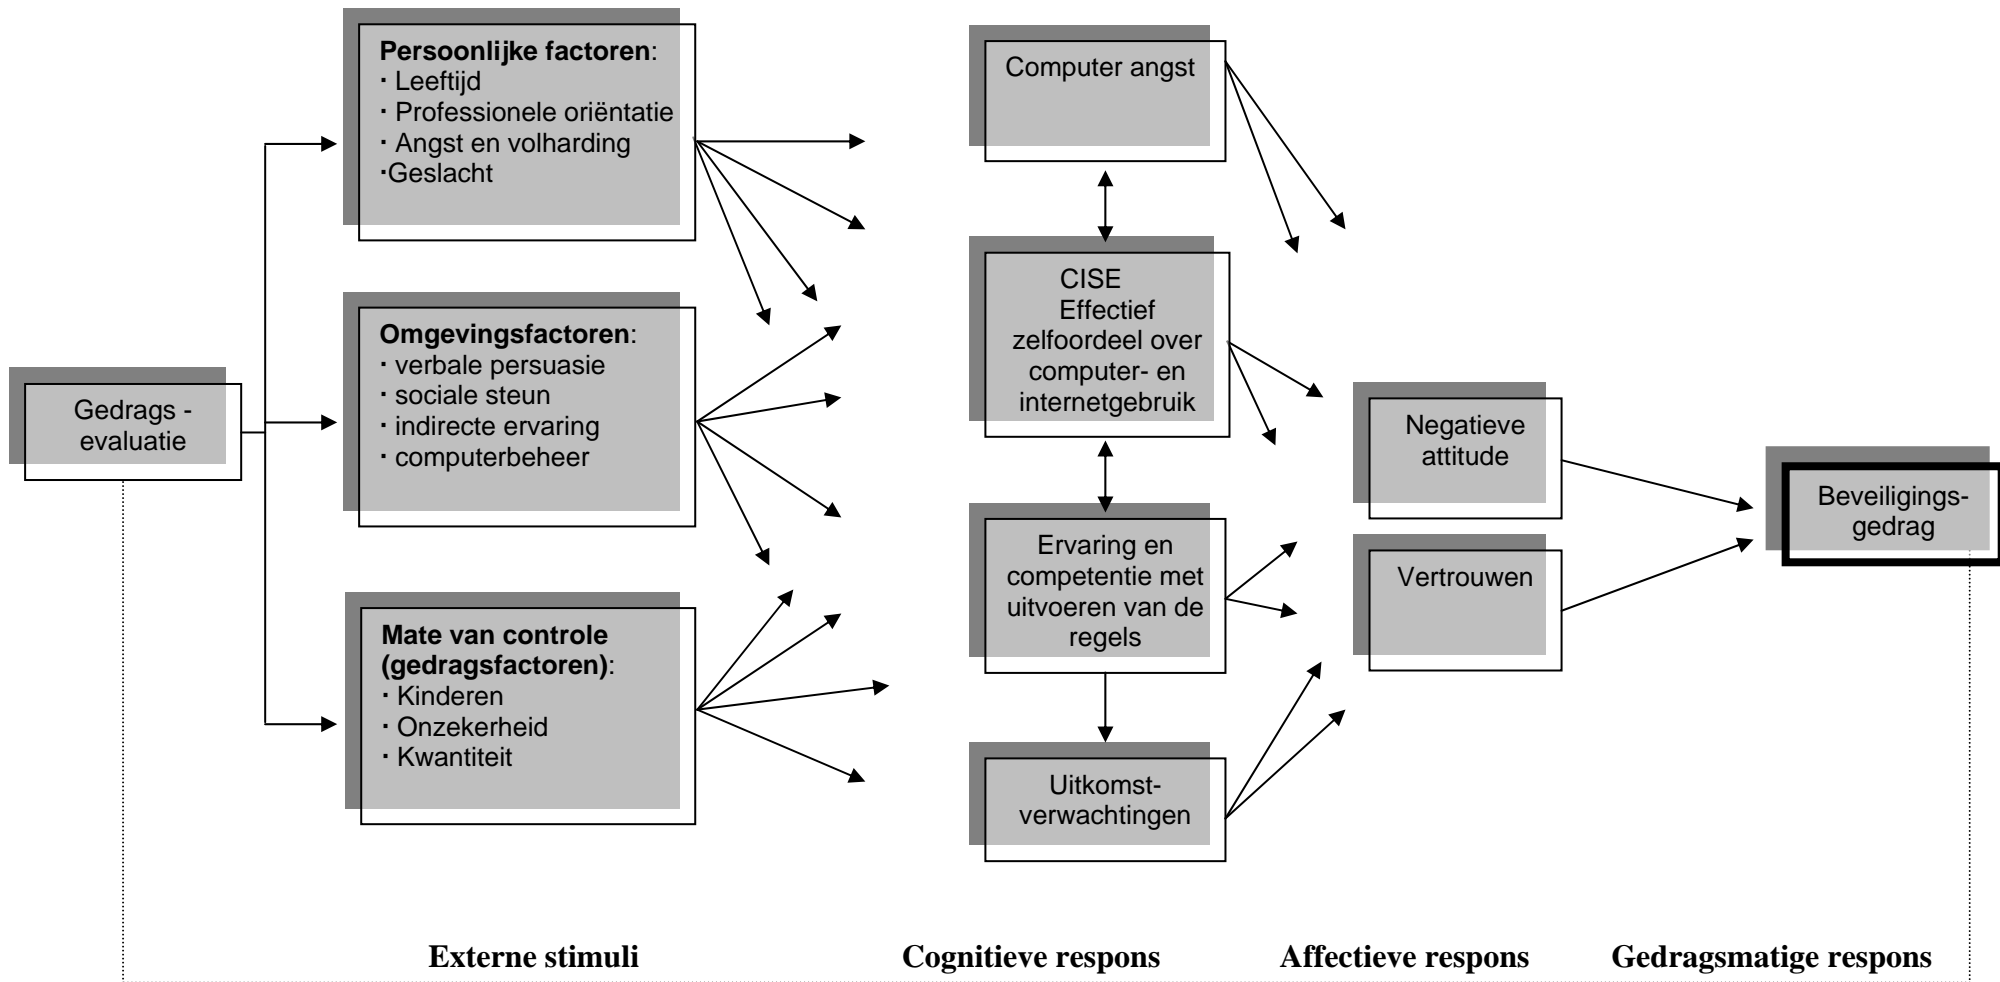 Gedrags -
evaluatie
Persoonlijke factoren:
· Leeftijd
· Professionele oriëntatie
· Angst en volharding
·Geslacht
Omgevingsfactoren:
· verbale persuasie
· sociale steun
· indirecte ervaring
· computerbeheer
Mate van controle
(gedragsfactoren):
· Kinderen
· Onzekerheid
· Kwantiteit
Computer angst
CISE
Effectief
zelfoordeel over
computer- en
internetgebruik
Ervaring en
competentie met
uitvoeren van de
regels
Uitkomst-
verwachtingen
Negatieve
attitude
Vertrouwen
Beveiligings-
gedrag
Externe stimuli
Cognitieve respons
Affectieve respons
Gedragsmatige respons